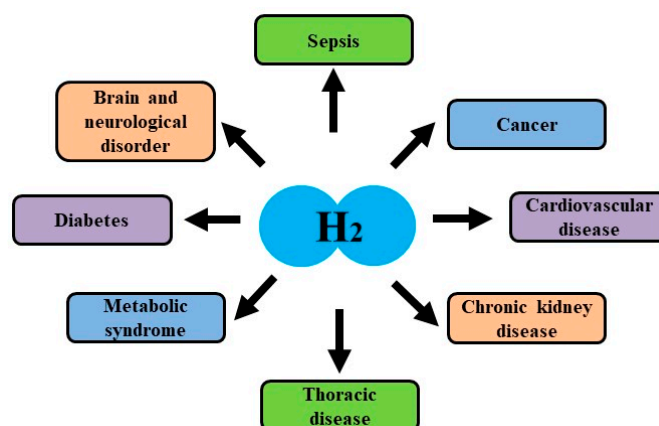 Sepsis
Brain and
neurological
disorder
Cancer
Diabetes
H2
Cardiovascular
disease
Metabolic
syndrome
Chronic kidney
disease
Thoracic
disease